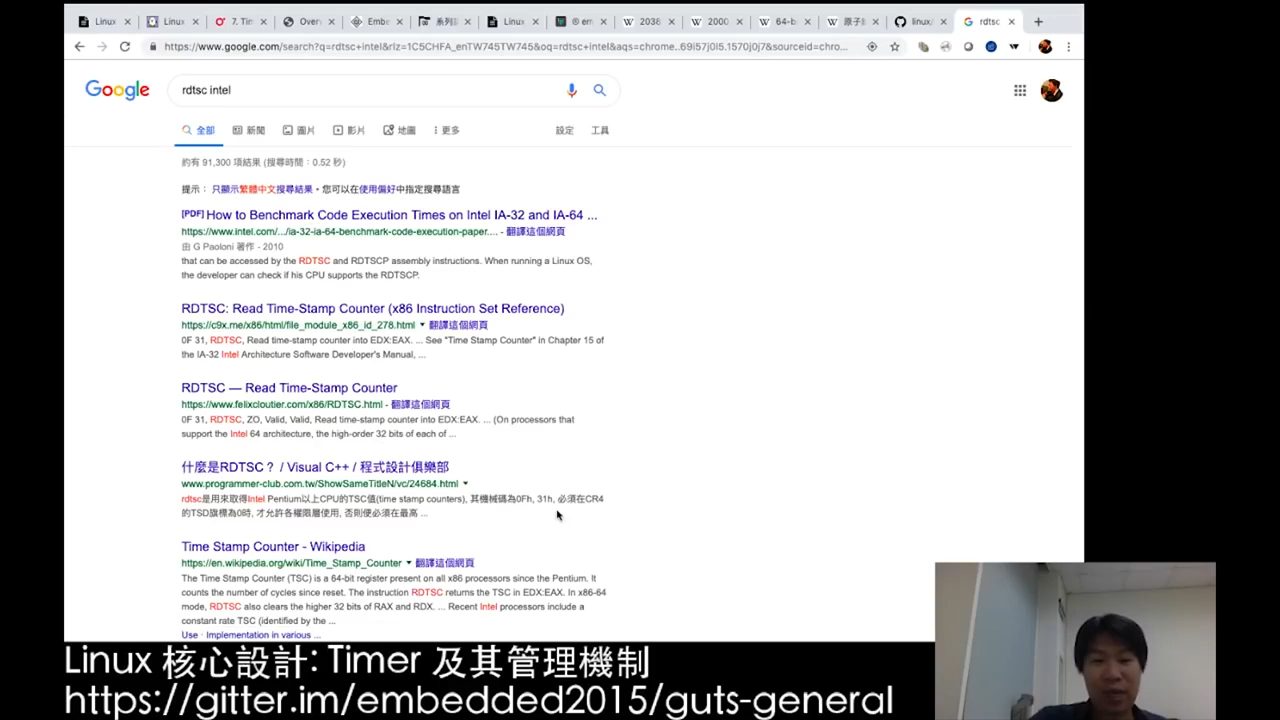 Linux
Linux
7. Tim
Over
Embe
系列
Linux
® em
2038
2000
64-b
原子
linux/
rdtsc
https://www.google.com/search?q=rdtsc+intel&rlz=1C5CHFA_enTW745TW745&oq=rdtsc+intel&aqs=chrome..69i57j0l5.1570j0j7&sourceid=chro...
Google
rdtsc intel
全部 新聞 圖片 影片 地圖 更多 設定 工具
約有 91,300 項結果 (搜尋時間：0.52 秒)
提示： 只顯示繁體中文搜尋結果。您可以在使用偏好中指定搜尋語言
[PDF] How to Benchmark Code Execution Times on Intel IA-32 and IA-64 ...
https://www.intel.com/.../ia-32-ia-64-benchmark-code-execution-paper.... - 翻譯這個網頁
由 G Paoloni 著作 - 2010
that can be accessed by the RDTSC and RDTSCP assembly instructions. When running a Linux OS,
the developer can check if his CPU supports the RDTSCP.
RDTSC: Read Time-Stamp Counter (x86 Instruction Set Reference)
https://c9x.me/x86/html/file_module_x86_id_278.html 翻譯這個網頁
0F 31, RDTSC, Read time-stamp counter into EDX:EAX. ... See "Time Stamp Counter" in Chapter 15 of
the IA-32 Intel Architecture Software Developer's Manual, ...
RDTSC — Read Time-Stamp Counter
https://www.felixcloutier.com/x86/RDTSC.html - 翻譯這個網頁
0F 31, RDTSC, ZO, Valid, Valid, Read time-stamp counter into EDX:EAX. ... (On processors that
support the Intel 64 architecture, the high-order 32 bits of each of ...
什麼是RDTSC？ / Visual C++ / 程式設計俱樂部
www.programmer-club.com.tw/ShowSameTitleN/vc/24684.html
rdtsc是用來取得Intel Pentium以上CPU的TSC值(time stamp counters), 其機械碼為0Fh, 31h, 必須在CR4
的TSD旗標為0時, 才允許各權限層使用, 否則便必須在最高 ...
Time Stamp Counter - Wikipedia
https://en.wikipedia.org/wiki/Time_Stamp_Counter 翻譯這個網頁
The Time Stamp Counter (TSC) is a 64-bit register present on all x86 processors since the Pentium. It
counts the number of cycles since reset. The instruction RDTSC returns the TSC in EDX:EAX. In x86-64
mode, RDTSC also clears the higher 32 bits of RAX and RDX. ... Recent Intel processors include a
constant rate TSC (identified by the ...
Use · Implementation in various ...
Linux 核心設計: Timer 及其管理機制
https://gitter.im/embedded2015/guts-general